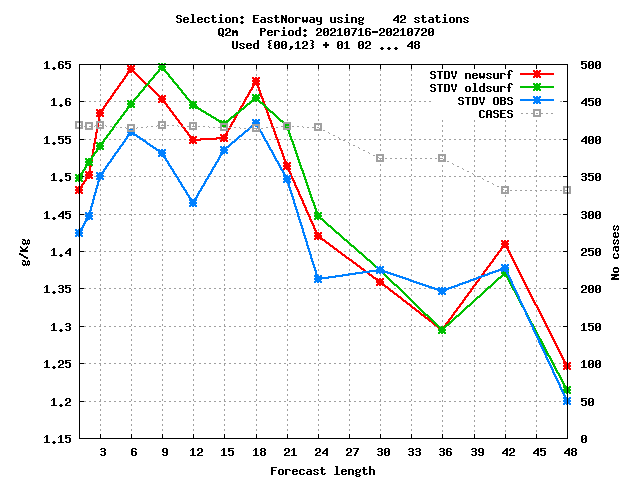 Selection: EastNorway using    42 stations
Q2m   Period: 20210716-20210720
Used {00,12} + 01 02 ... 48
STDV newsurf
STDV oldsurf
STDV OBS
CASES
1.65
1.6
1.55
1.5
1.45
1.4
1.35
1.3
1.25
1.2
1.15
g/Kg
500
450
400
350
300
250
200
150
100
50
0
No cases
3 6 9 12 15 18 21 24 27 30 33 36 39 42 45 48
Forecast length